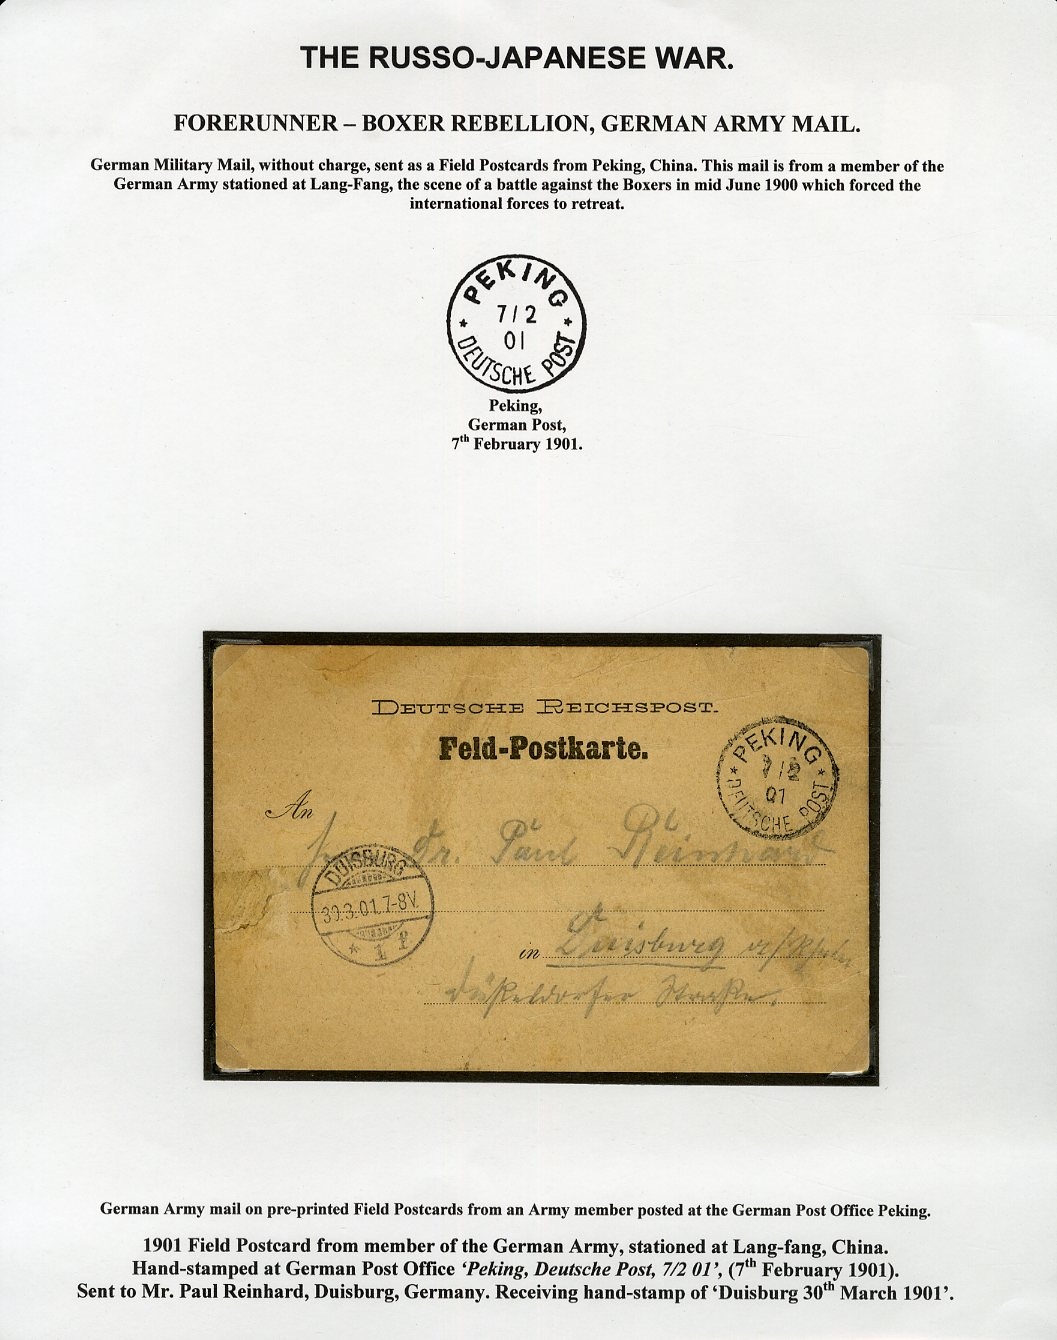 THE RUSSO-JAPANESE WAR.
FORERUNNER – BOXER REBELLION, GERMAN ARMY MAIL.
German Military Mail, without charge, sent as a Field Postcards from Peking, China. This mail is from a member of the
German Army stationed at Lang-Fang, the scene of a battle against the Boxers in mid June 1900 which forced the
international forces to retreat.
PEKING
7/2
01
* DEUTSCHE POST *
Peking,
German Post,
7th February 1901.
DEUTSCHE REICHSPOST.
Feld-Postkarte.
PEKING
7/2
01
* DEUTSCHE POST *
An
Dr. Paul Reinhard
DUISBURG
30.3.01.7-8V.
* 1 f
in Duisburg a/Rhein
Düßeldorfer Straße.
German Army mail on pre-printed Field Postcards from an Army member posted at the German Post Office Peking.
1901 Field Postcard from member of the German Army, stationed at Lang-fang, China.
Hand-stamped at German Post Office ‘Peking, Deutsche Post, 7/2 01’, (7th February 1901).
Sent to Mr. Paul Reinhard, Duisburg, Germany. Receiving hand-stamp of ‘Duisburg 30th March 1901’.